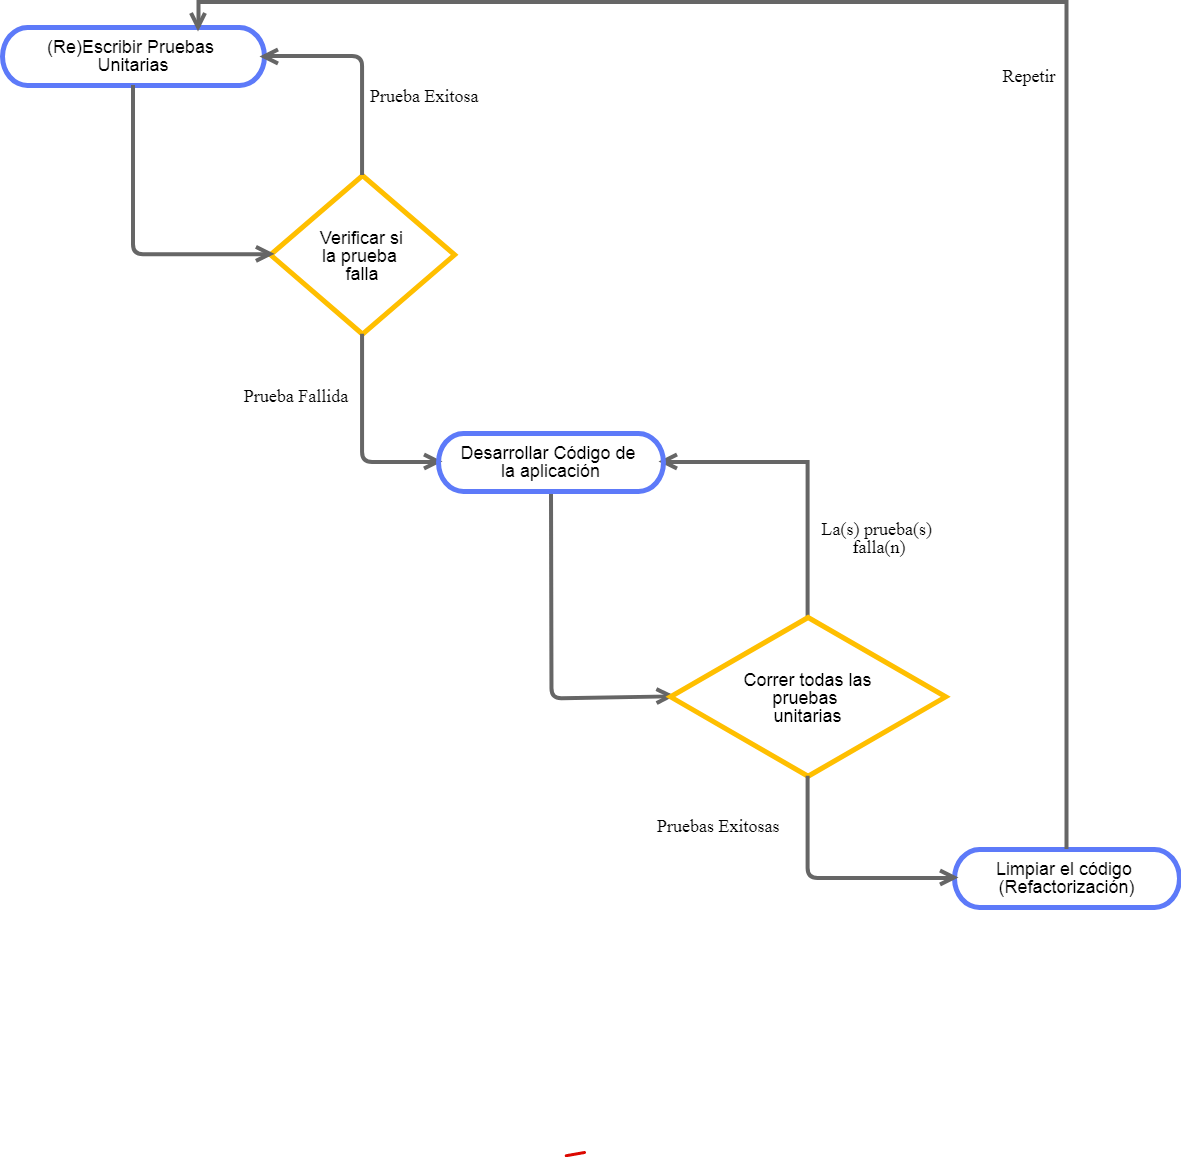 (Re)Escribir Pruebas
Unitarias
Repetir
Prueba Exitosa
Verificar si
la prueba
falla
Prueba Fallida
Desarrollar Código de
la aplicación
La(s) prueba(s)
falla(n)
Correr todas las
pruebas
unitarias
Pruebas Exitosas
Limpiar el código
(Refactorización)